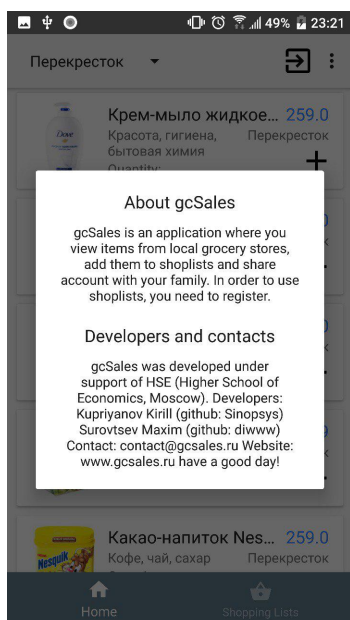 49% 23:21
Перекресток
Крем-мыло жидкое... 259.0
Красота, гигиена, Перекресток
бытовая химия
Quantity:
Dove
About gcSales
gcSales is an application where you
view items from local grocery stores,
add them to shoplists and share
account with your family. In order to use
shoplists, you need to register.
Developers and contacts
gcSales was developed under
support of HSE (Higher School of
Economics, Moscow). Developers:
Kupriyanov Kirill (github: Sinopsys)
Surovtsev Maxim (github: diwww)
Contact: contact@gcsales.ru Website:
www.gcsales.ru have a good day!
Какао-напиток Nes... 259.0
Кофе, чай, сахар Перекресток
Nesquik
Home Shopping Lists